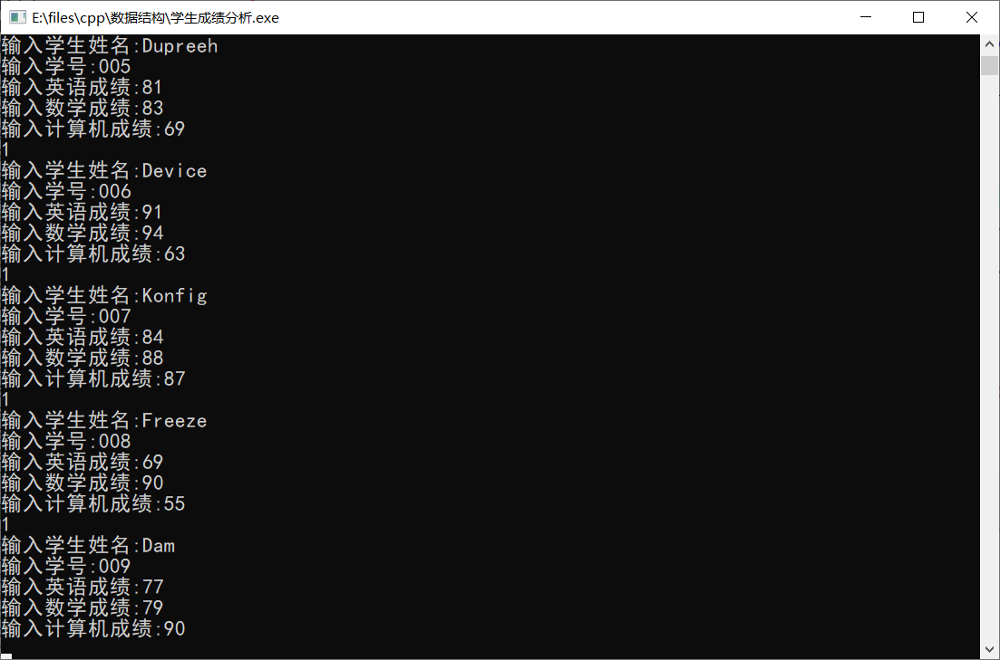 E:\files\cpp\数据结构\学生成绩分析.exe
输入学生姓名:Dupreeh
输入学号:005
输入英语成绩:81
输入数学成绩:83
输入计算机成绩:69
1
输入学生姓名:Device
输入学号:006
输入英语成绩:91
输入数学成绩:94
输入计算机成绩:63
1
输入学生姓名:Konfig
输入学号:007
输入英语成绩:84
输入数学成绩:88
输入计算机成绩:87
1
输入学生姓名:Freeze
输入学号:008
输入英语成绩:69
输入数学成绩:90
输入计算机成绩:55
1
输入学生姓名:Dam
输入学号:009
输入英语成绩:77
输入数学成绩:79
输入计算机成绩:90